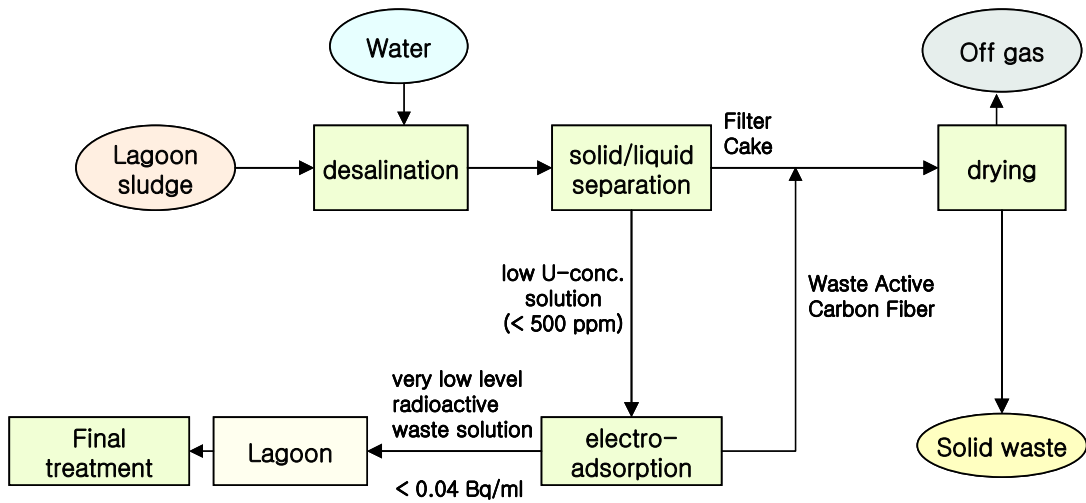 Water
Off gas
Lagoon
sludge
desalination
solid/liquid
separation
Filter
Cake
drying
low U-conc.
solution
(< 500 ppm)
Waste Active
Carbon Fiber
very low level
radioactive
waste solution
Final
treatment
Lagoon
electro-
adsorption
Solid waste
< 0.04 Bq/ml